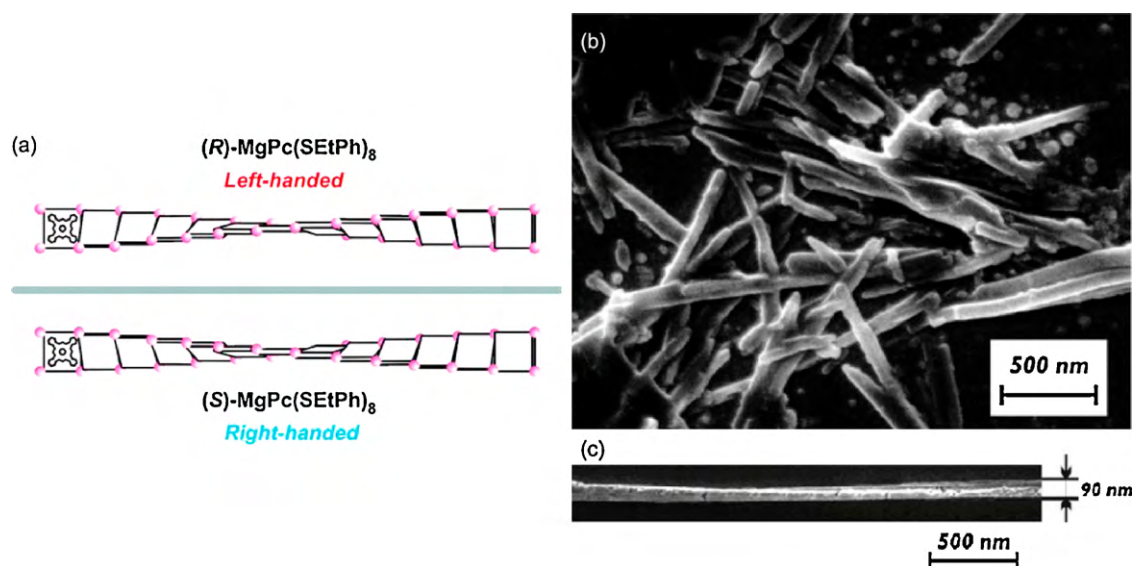 (a)
(R)-MgPc(SEtPh)8
Left-handed
(S)-MgPc(SEtPh)8
Right-handed
(b)
500 nm
(c)
90 nm
500 nm